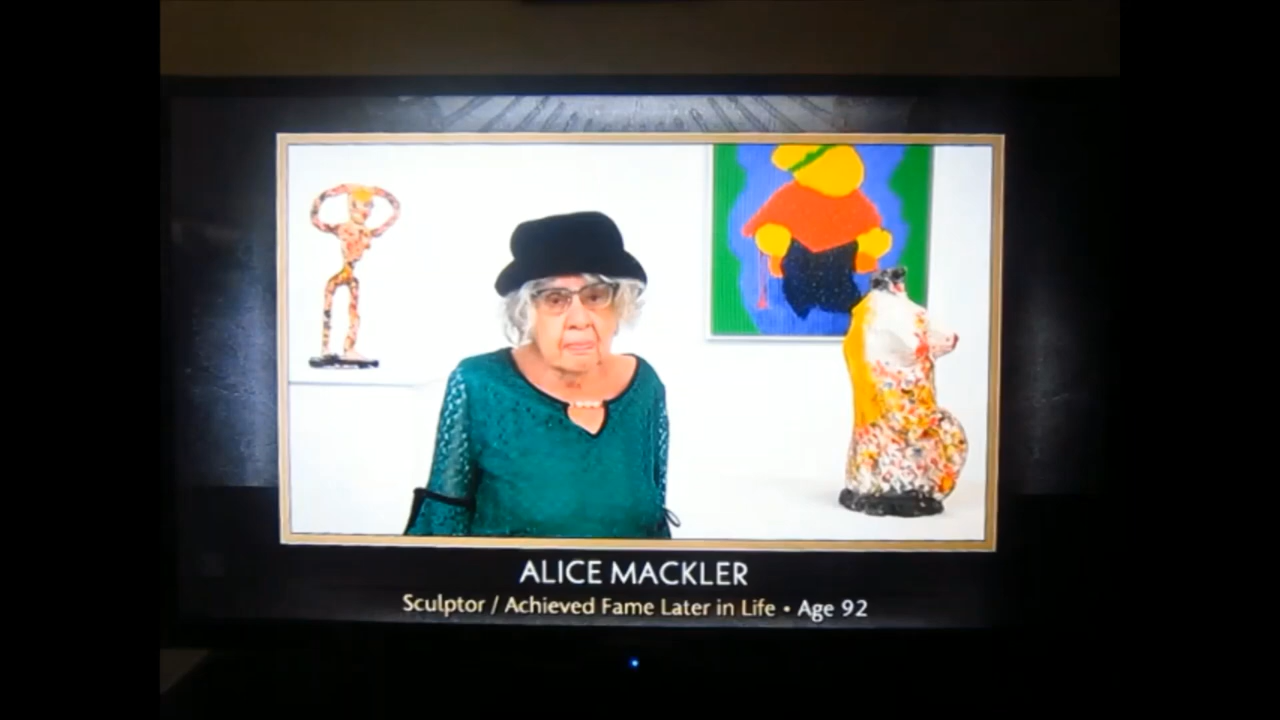 ALICE MACKLER
Sculptor / Achieved Fame Later in Life • Age 92